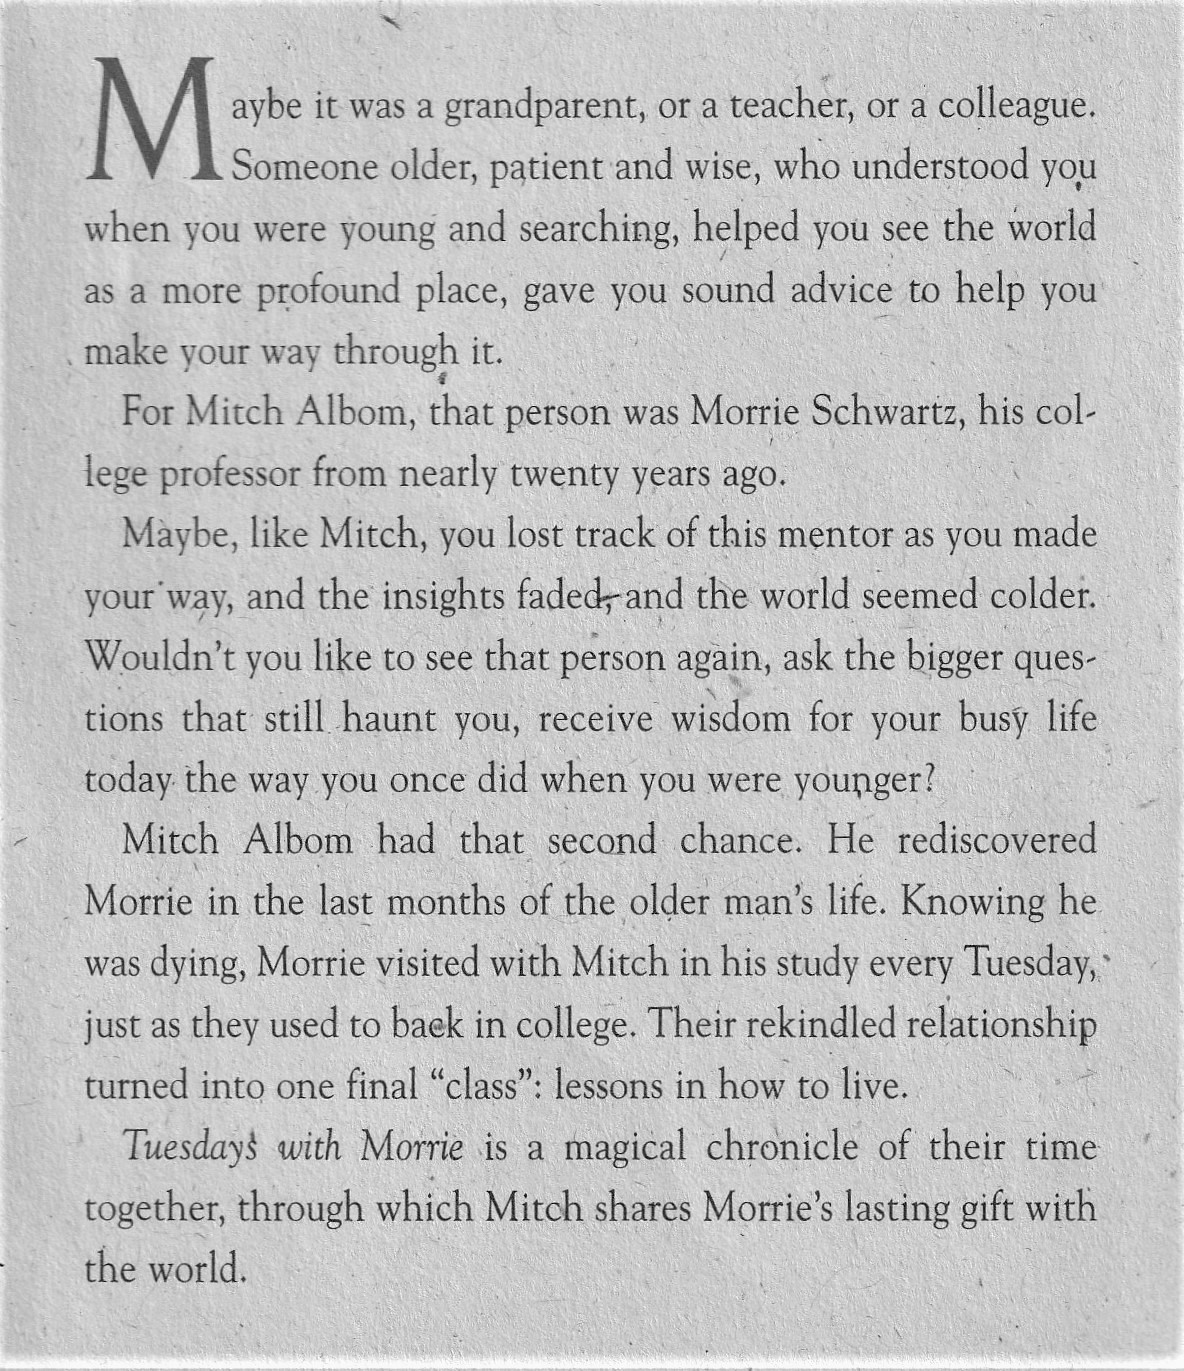 Maybe it was a grandparent, or a teacher, or a colleague.
Someone older, patient and wise, who understood you
when you were young and searching, helped you see the world
as a more profound place, gave you sound advice to help you
make your way through it.
For Mitch Albom, that person was Morrie Schwartz, his col-
lege professor from nearly twenty years ago.
Maybe, like Mitch, you lost track of this mentor as you made
your way, and the insights faded, and the world seemed colder.
Wouldn't you like to see that person again, ask the bigger ques-
tions that still haunt you, receive wisdom for your busy life
today the way you once did when you were younger?
Mitch Albom had that second chance. He rediscovered
Morrie in the last months of the older man's life. Knowing he
was dying, Morrie visited with Mitch in his study every Tuesday,
just as they used to back in college. Their rekindled relationship
turned into one final “class”: lessons in how to live.
Tuesdays with Morrie is a magical chronicle of their time
together, through which Mitch shares Morrie's lasting gift with
the world.